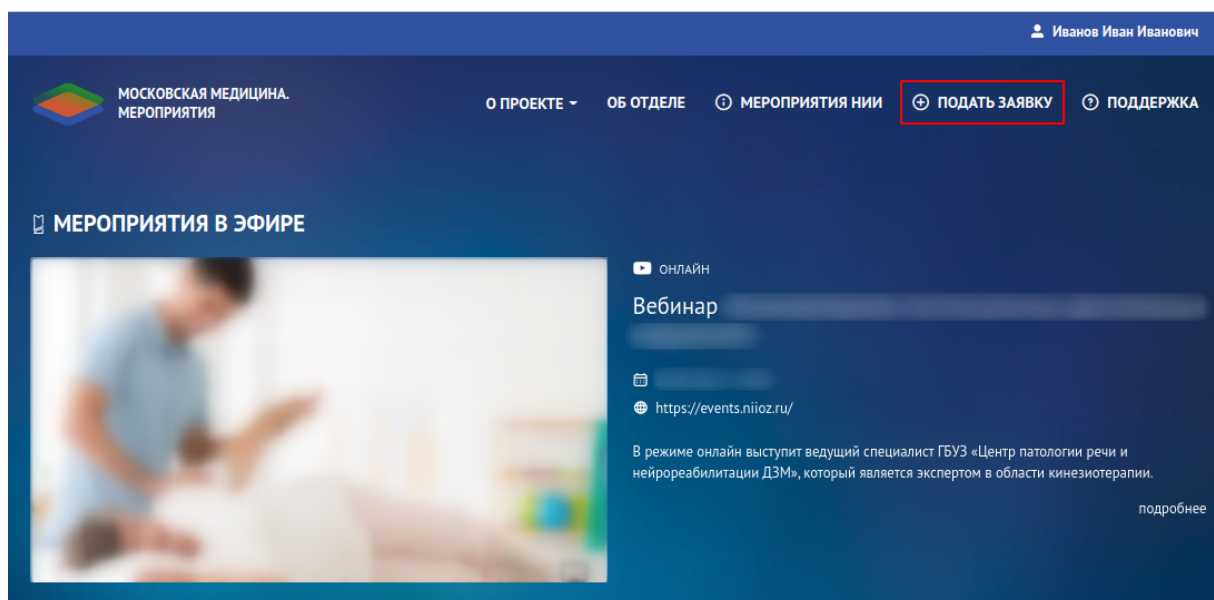 Иванов Иван Иванович
МОСКОВСКАЯ МЕДИЦИНА.
МЕРОПРИЯТИЯ
О ПРОЕКТЕ
ОБ ОТДЕЛЕ
МЕРОПРИЯТИЯ НИИ
ПОДАТЬ ЗАЯВКУ
ПОДДЕРЖКА
МЕРОПРИЯТИЯ В ЭФИРЕ
ОНЛАЙН
Вебинар
https://events.niioz.ru/
В режиме онлайн выступит ведущий специалист ГБУЗ «Центр патологии речи и
нейрореабилитации ДЗМ», который является экспертом в области кинезиотерапии.
подробнее